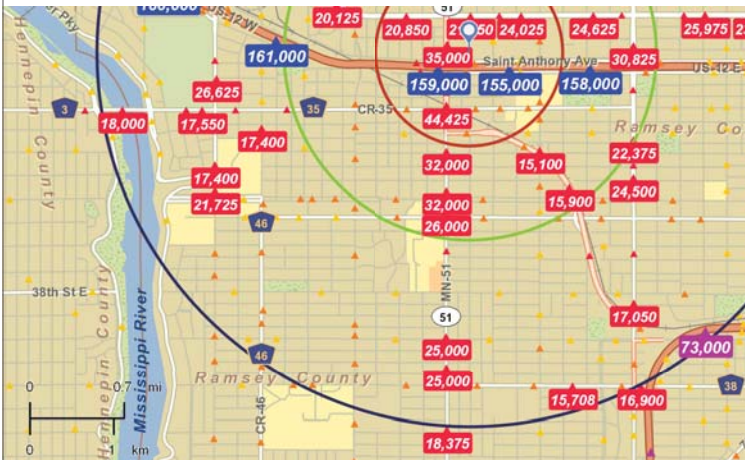 51
US-12 W
20,125
20,850
24,025
24,625
25,975
161,000
35,000
Saint Anthony Ave
30,825
US-12 E
159,000
155,000
158,000
26,625
3
35
CR-35
18,000
17,550
44,425
Ramsey Co
17,400
Hennepin County
32,000
15,100
22,375
17,400
24,500
21,725
32,000
15,900
46
26,000
38th St E
MN-51
Hennepin County
Mississippi River
51
17,050
46
25,000
73,000
Ramsey County
25,000
38
0
mi
15,708
16,900
CR-46
18,375
0 1 km